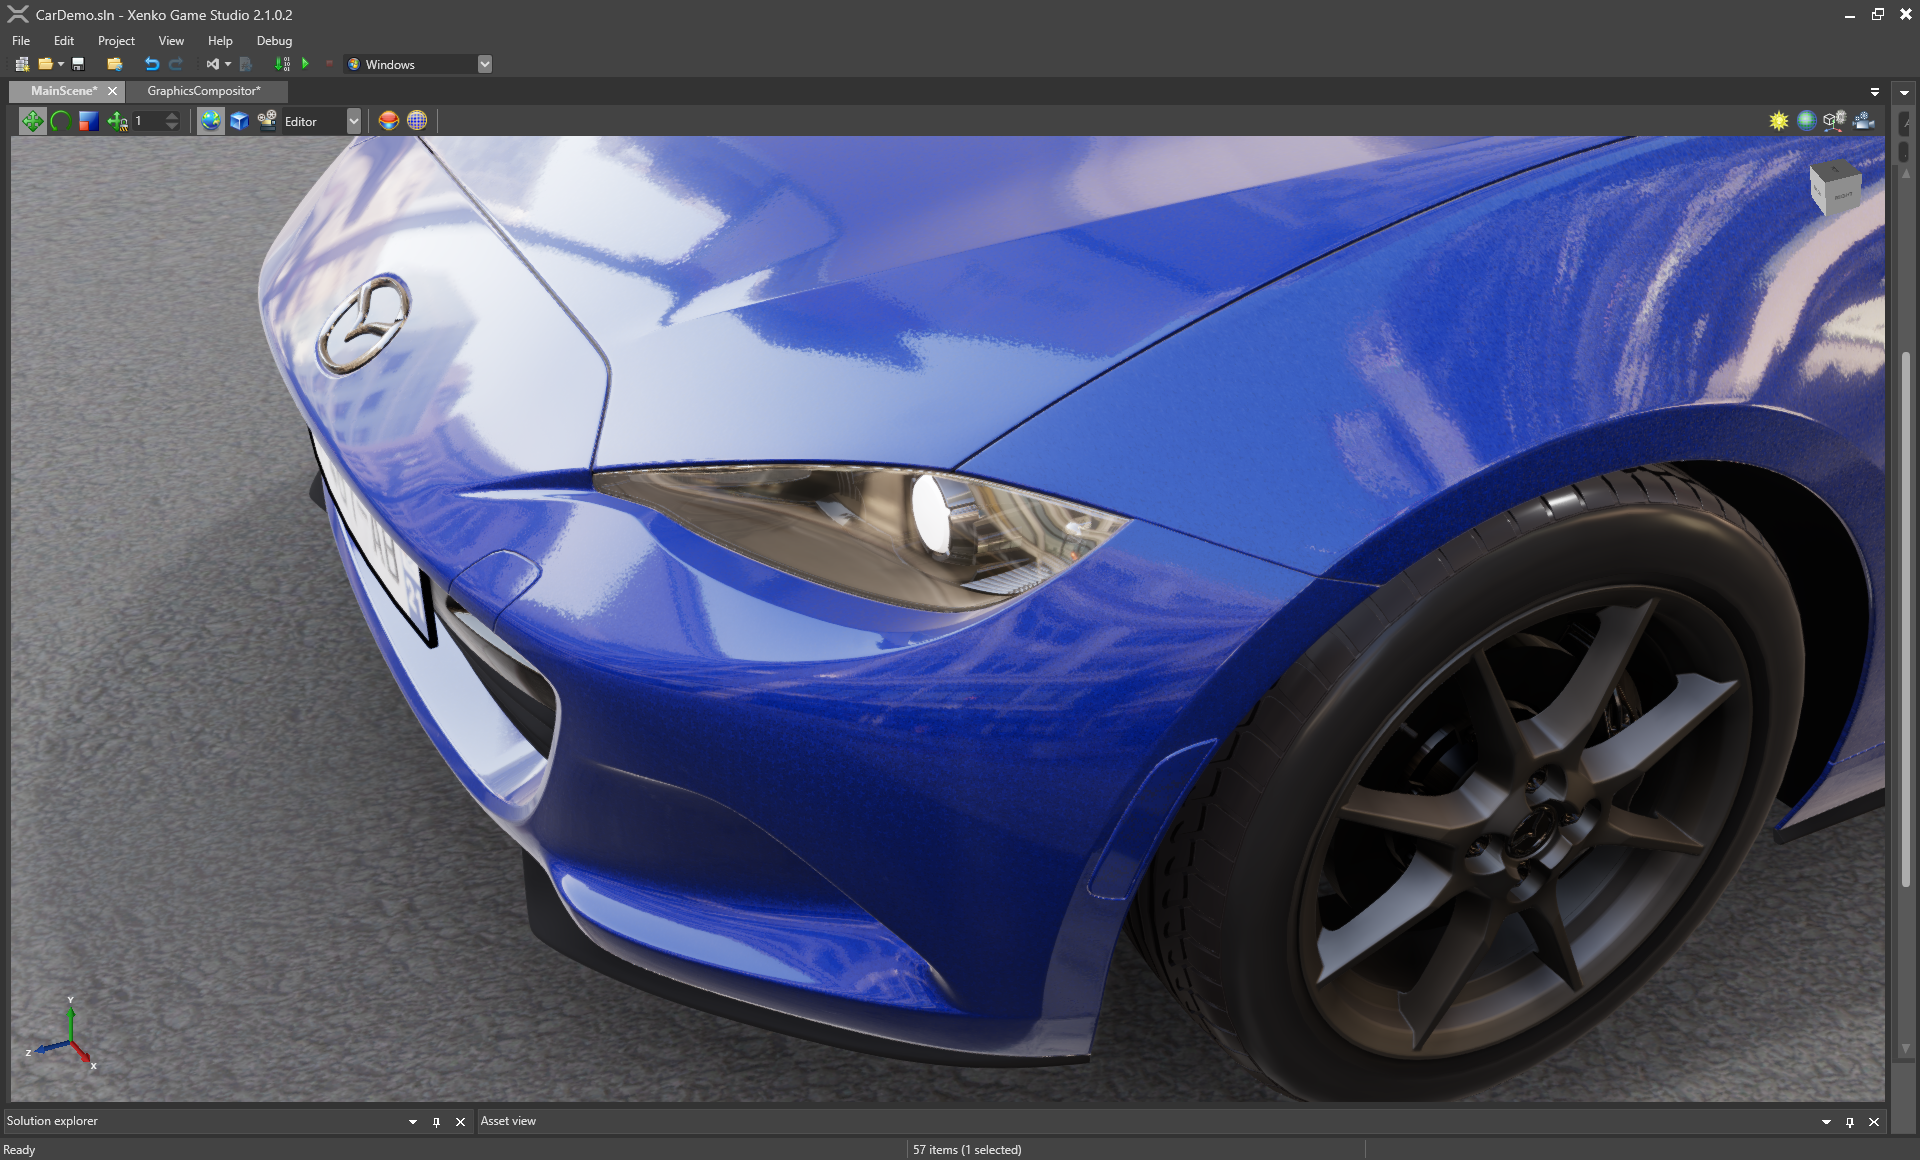 CarDemo.sln - Xenko Game Studio 2.1.0.2
File Edit Project View Help Debug
Windows
MainScene* GraphicsCompositor*
1 Editor
RIGHT
Y
Z
X
Solution explorer Asset view
Ready 57 items (1 selected)